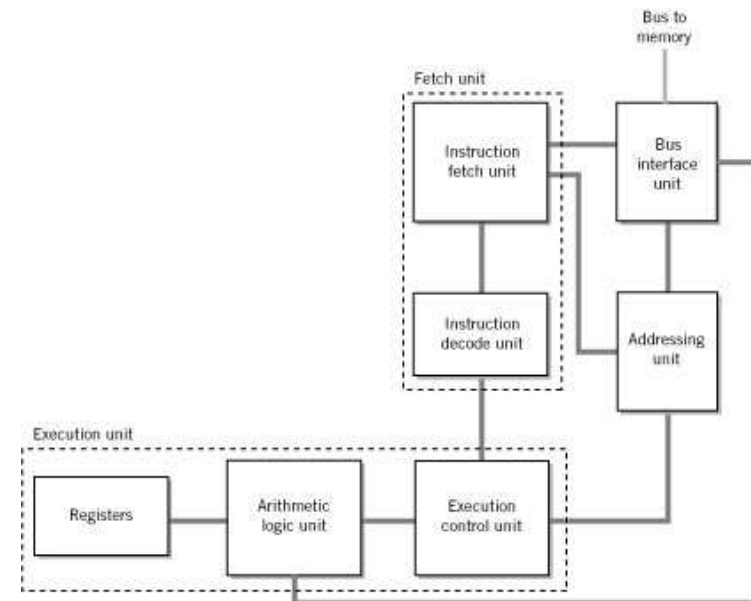 Bus to
memory
Fetch unit
Instruction
fetch unit
Bus
interface
unit
Instruction
decode unit
Addressing
unit
Execution unit
Registers
Arithmetic
logic unit
Execution
control unit